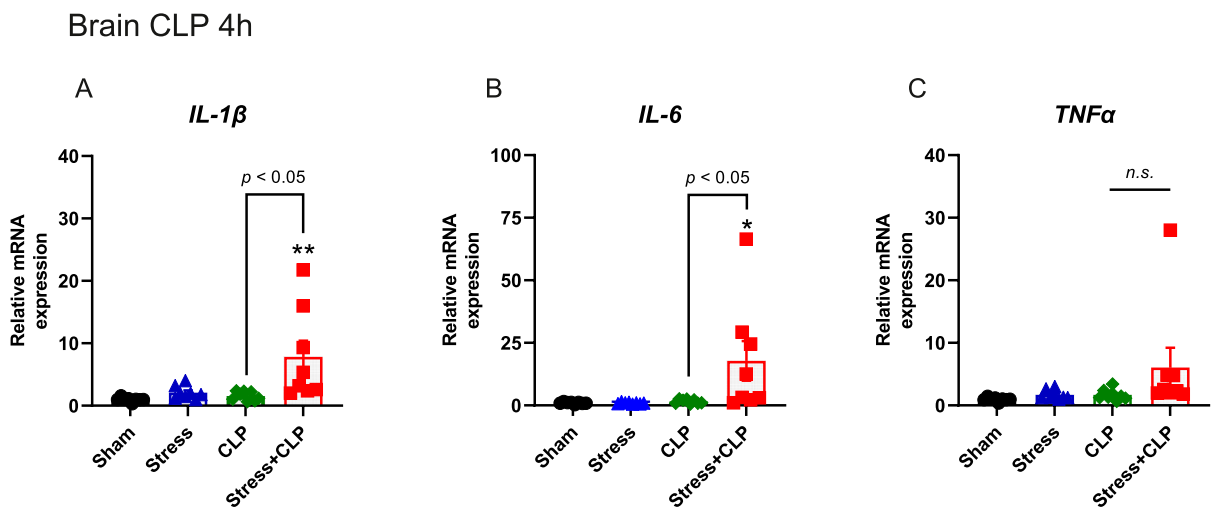 Brain CLP 4h
A
IL-1β
Relative mRNA
expression
40
30
20
10
0
p < 0.05
**
Sham
Stress
CLP
Stress+CLP
B
IL-6
Relative mRNA
expression
100
75
50
25
0
p < 0.05
*
Sham
Stress
CLP
Stress+CLP
C
TNFα
Relative mRNA
expression
40
30
20
10
0
n.s.
Sham
Stress
CLP
Stress+CLP